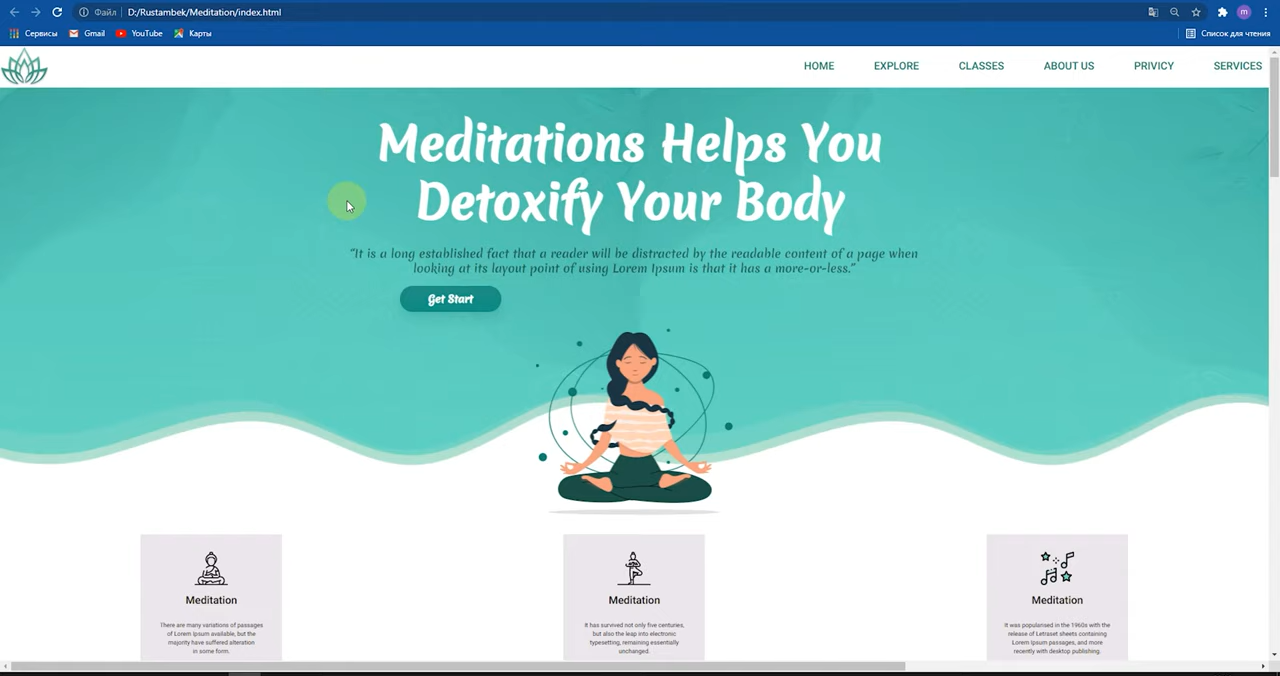 Файл D:/Rustambek/Meditation/index.html
m
Сервисы Gmail YouTube Карты Список для чтения
HOME EXPLORE CLASSES ABOUT US PRIVICY SERVICES
Meditations Helps You
Detoxify Your Body
“It is a long established fact that a reader will be distracted by the readable content of a page when
looking at its layout point of using Lorem Ipsum is that it has a more-or-less.”
Get Start
Meditation
There are many variations of passages
of Lorem Ipsum available, but the
majority have suffered alteration
in some form.
Meditation
It has survived not only five centuries,
but also the leap into electronic
typesetting, remaining essentially
unchanged.
Meditation
It was popularised in the 1960s with the
release of Letraset sheets containing
Lorem Ipsum passages, and more
recently with desktop publishing.